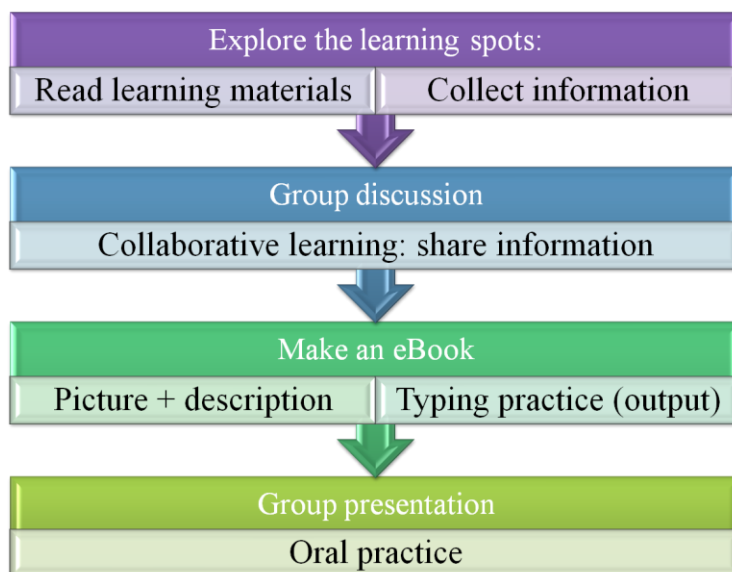 Explore the learning spots:
Read learning materials
Collect information
Group discussion
Collaborative learning: share information
Make an eBook
Picture + description
Typing practice (output)
Group presentation
Oral practice